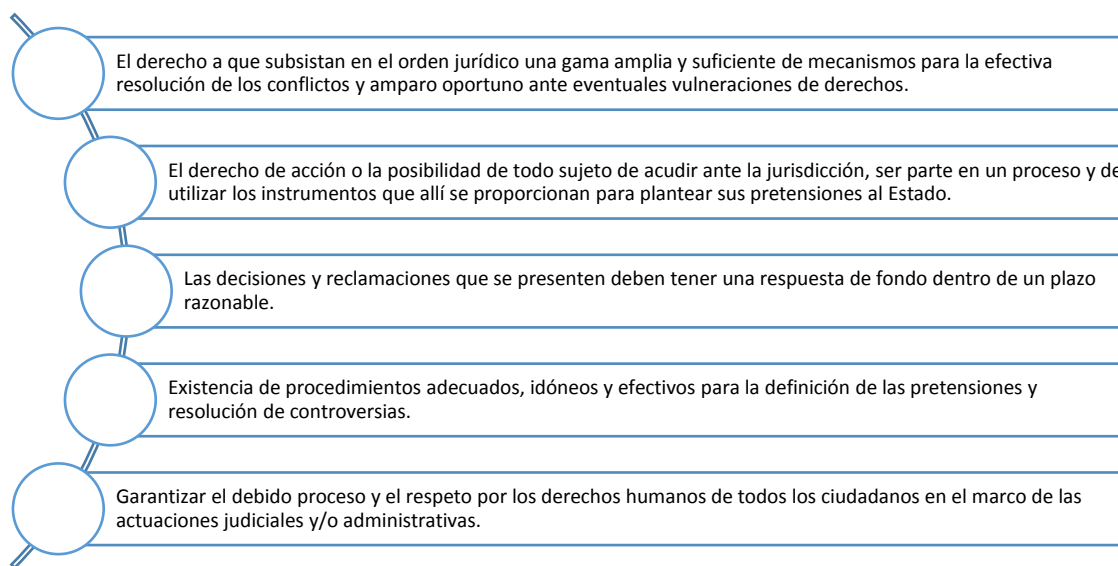 El derecho a que subsistan en el orden jurídico una gama amplia y suficiente de mecanismos para la efectiva
resolución de los conflictos y amparo oportuno ante eventuales vulneraciones de derechos.
El derecho de acción o la posibilidad de todo sujeto de acudir ante la jurisdicción, ser parte en un proceso y de
utilizar los instrumentos que allí se proporcionan para plantear sus pretensiones al Estado.
Las decisiones y reclamaciones que se presenten deben tener una respuesta de fondo dentro de un plazo
razonable.
Existencia de procedimientos adecuados, idóneos y efectivos para la definición de las pretensiones y
resolución de controversias.
Garantizar el debido proceso y el respeto por los derechos humanos de todos los ciudadanos en el marco de las
actuaciones judiciales y/o administrativas.